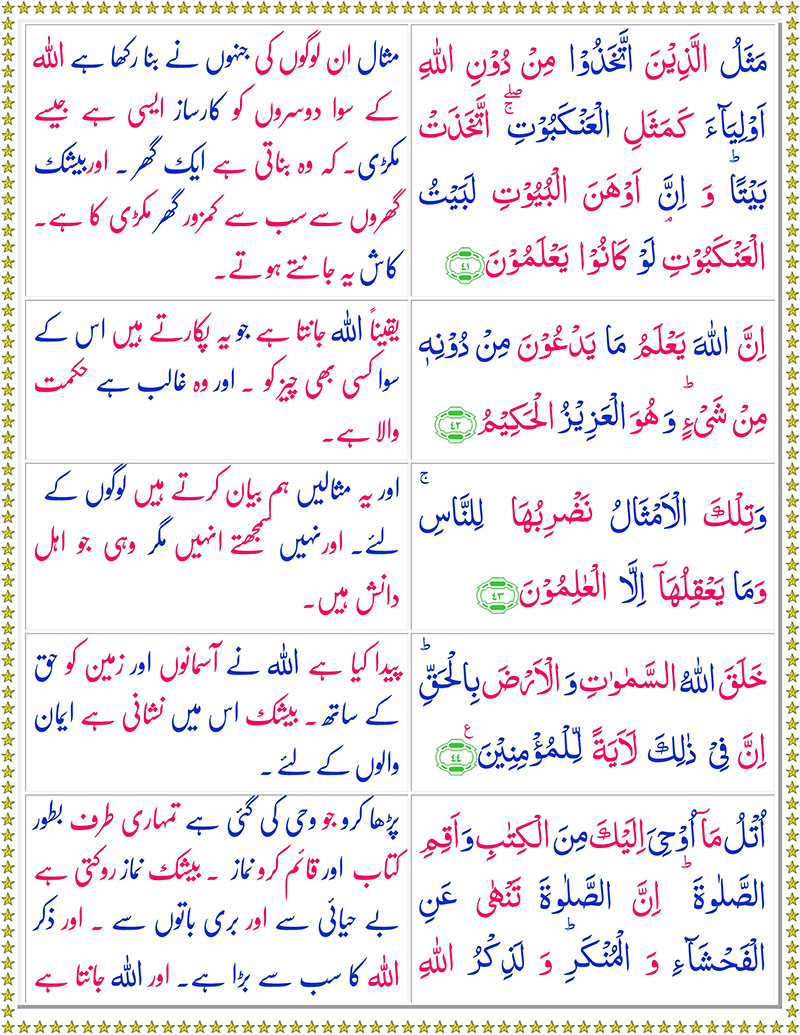 مَثَلُ الَّذِيْنَ اتَّخَذُوْا مِنْ دُوْنِ اللّٰهِ
اَوْلِيَآءَ كَمَثَلِ الْعَنْكَبُوْتِۖۚ اِتَّخَذَتْ
بَيْتًاؕ وَ اِنَّ اَوْهَنَ الْبُيُوْتِ لَبَيْتُ
الْعَنْكَبُوْتِۘ لَوْ كَانُوْا يَعْلَمُوْنَ ٤١
مثال ان لوگوں کی جنہوں نے بنا رکھا ہے اللہ
کے سوا دوسروں کو کارساز ایسی ہے جیسے
مکڑی۔ کہ وہ بناتی ہے ایک گھر۔ اور بیشک
گھروں سے سب سے کمزور گھر مکڑی کا ہے۔
کاش یہ جانتے ہوتے۔
اِنَّ اللّٰهَ يَعْلَمُ مَا يَدْعُوْنَ مِنْ دُوْنِهٖ
مِنْ شَىْءٍؕ وَهُوَ الْعَزِيْزُ الْحَكِيْمُ ٤٢
یقیناً اللہ جانتا ہے جو یہ پکارتے ہیں اس کے
سوا کسی بھی چیز کو ۔ اور وہ غالب ہے حکمت
والا ہے۔
وَتِلْكَ الْاَمْثَالُ نَضْرِبُهَا لِلنَّاسِۚ
وَمَا يَعْقِلُهَاۤ اِلَّا الْعٰلِمُوْنَ ٤٣
اور یہ مثالیں ہم بیان کرتے ہیں لوگوں کے
لئے۔ اور نہیں سمجھتے انہیں مگر وہی جو اہل
دانش ہیں۔
خَلَقَ اللّٰهُ السَّمٰوٰتِ وَالْاَرْضَ بِالْحَقِّؕ
اِنَّ فِىْ ذٰلِكَ لَاٰيَةً لِّلْمُؤْمِنِيْنَ ٤٤ ع
پیدا کیا ہے اللہ نے آسمانوں اور زمین کو حق
کے ساتھ۔ بیشک اس میں نشانی ہے ایمان
والوں کے لئے ۔
اُتْلُ مَاۤ اُوْحِىَ اِلَيْكَ مِنَ الْكِتٰبِ وَاَقِمِ
الصَّلٰوةَؕ اِنَّ الصَّلٰوةَ تَنْهٰى عَنِ
الْفَحْشَآءِ وَ الْمُنْكَرِؕ وَ لَذِكْرُ اللّٰهِ
پڑھا کرو جو وحی کی گئی ہے تمہاری طرف بطور
کتاب اور قائم کرو نماز ۔ بیشک نماز روکتی ہے
بے حیائی سے اور بری باتوں سے ۔ اور ذکر
اللہ کا سب سے بڑا ہے۔ اور اللہ جانتا ہے